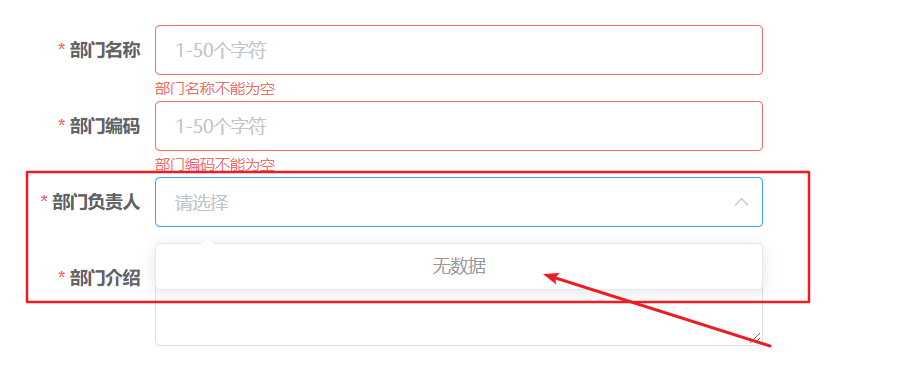 * 部门名称 1-50个字符
部门名称不能为空
* 部门编码 1-50个字符
部门编码不能为空
* 部门负责人 请选择
无数据
* 部门介绍